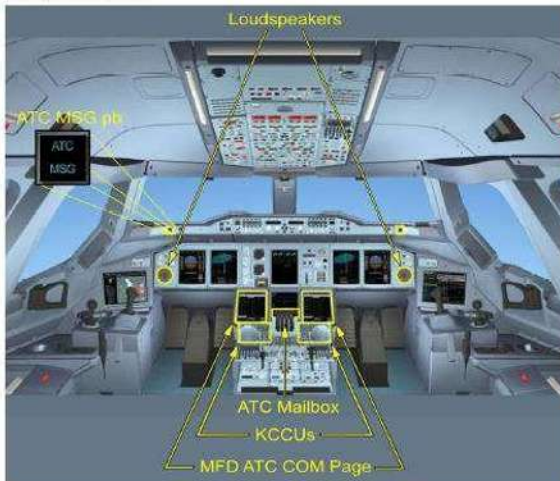 Loudspeakers
ATC MSG pb
ATC
MSG
ATC Mailbox
KCCUs
MFD ATC COM Page